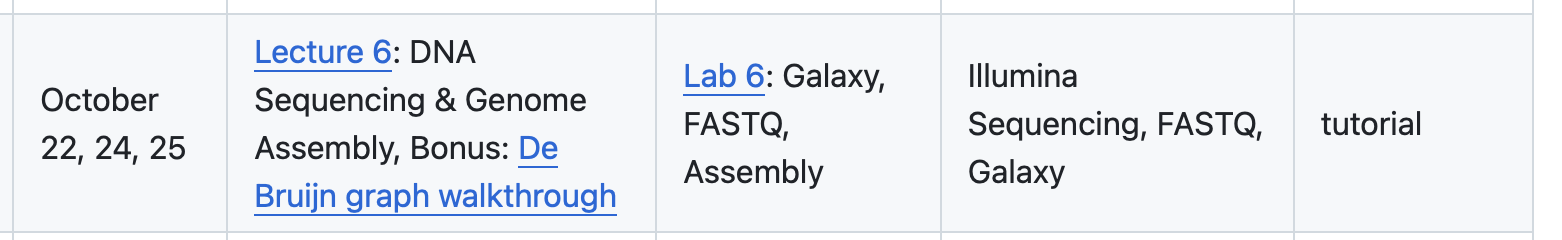 October
22, 24, 25
Lecture 6: DNA
Sequencing & Genome
Assembly, Bonus: De
Bruijn graph walkthrough
Lab 6: Galaxy,
FASTQ,
Assembly
Illumina
Sequencing, FASTQ,
Galaxy
tutorial